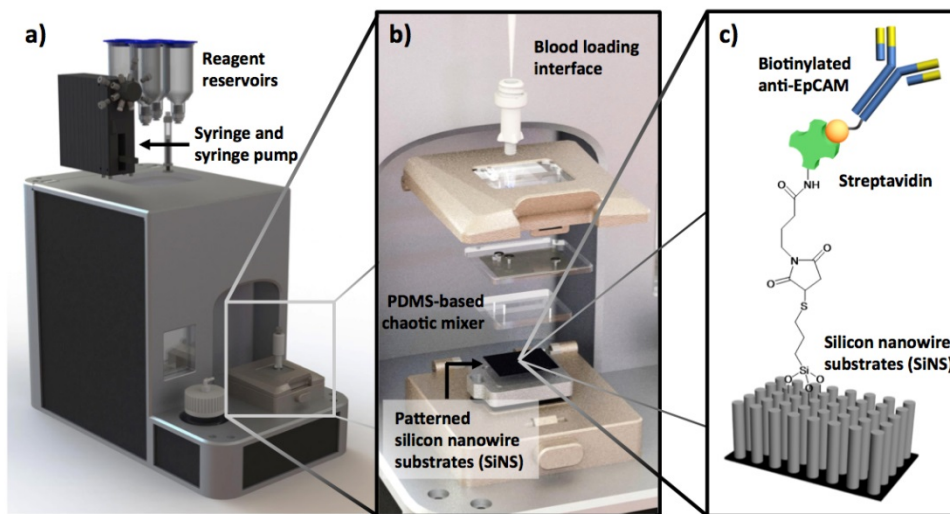 a)
Reagent
reservoirs
Syringe and
syringe pump
b)
Blood loading
interface
PDMS-based
chaotic mixer
Patterned
silicon nanowire
substrates (SiNS)
c)
Biotinylated
anti-EpCAM
Streptavidin
O
NH
N
O
O
S
Silicon nanowire
substrates (SiNS)
Si
O
O
O